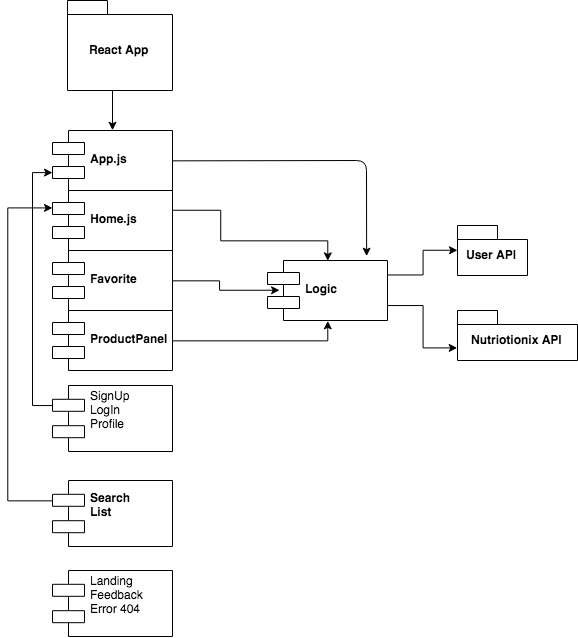 React App
App.js
Home.js
Favorite
Logic
User API
ProductPanel
Nutriotionix API
SignUp
LogIn
Profile
Search
List
Landing
Feedback
Error 404